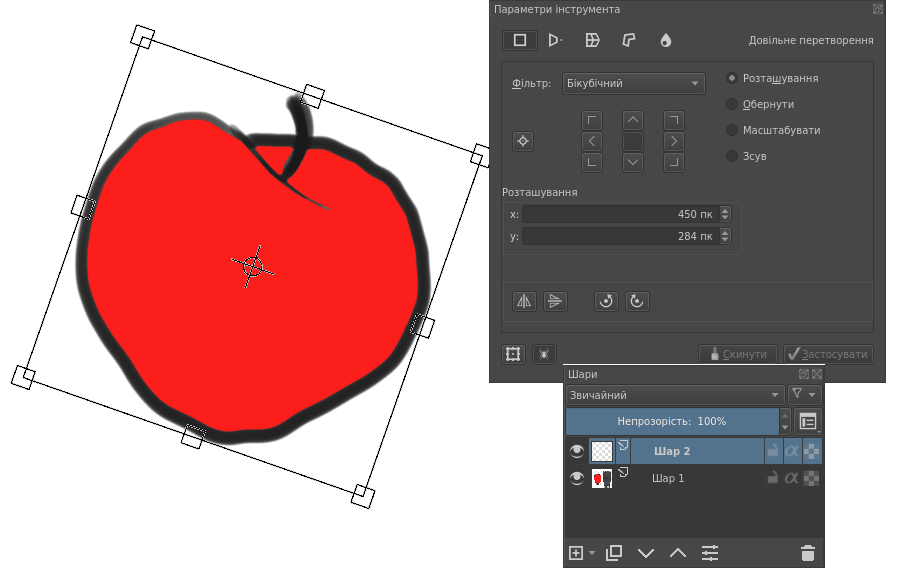 Параметри інструмента
Довільне перетворення
Фільтр: Бікубічний
Розташування
Обернути
Масштабувати
Зсув
Розташування
x: 450 пк
y: 284 пк
Скинути Застосувати
Шари
Звичайний
Непрозорість: 100%
Шар 2
Шар 1